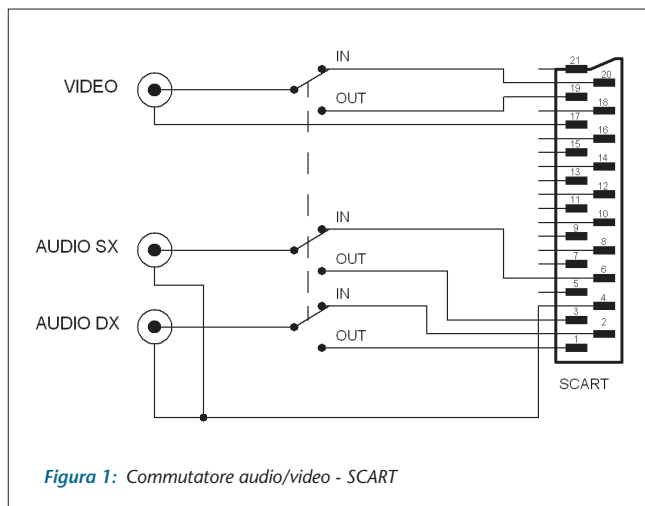 IN
21
20
VIDEO
19
OUT
18
17
16
15
14
13
12
11
IN
10
9
AUDIO SX
8
OUT
7
6
IN
5
4
AUDIO DX
3
2
OUT
1
SCART
Figura 1: Commutatore audio/video - SCART